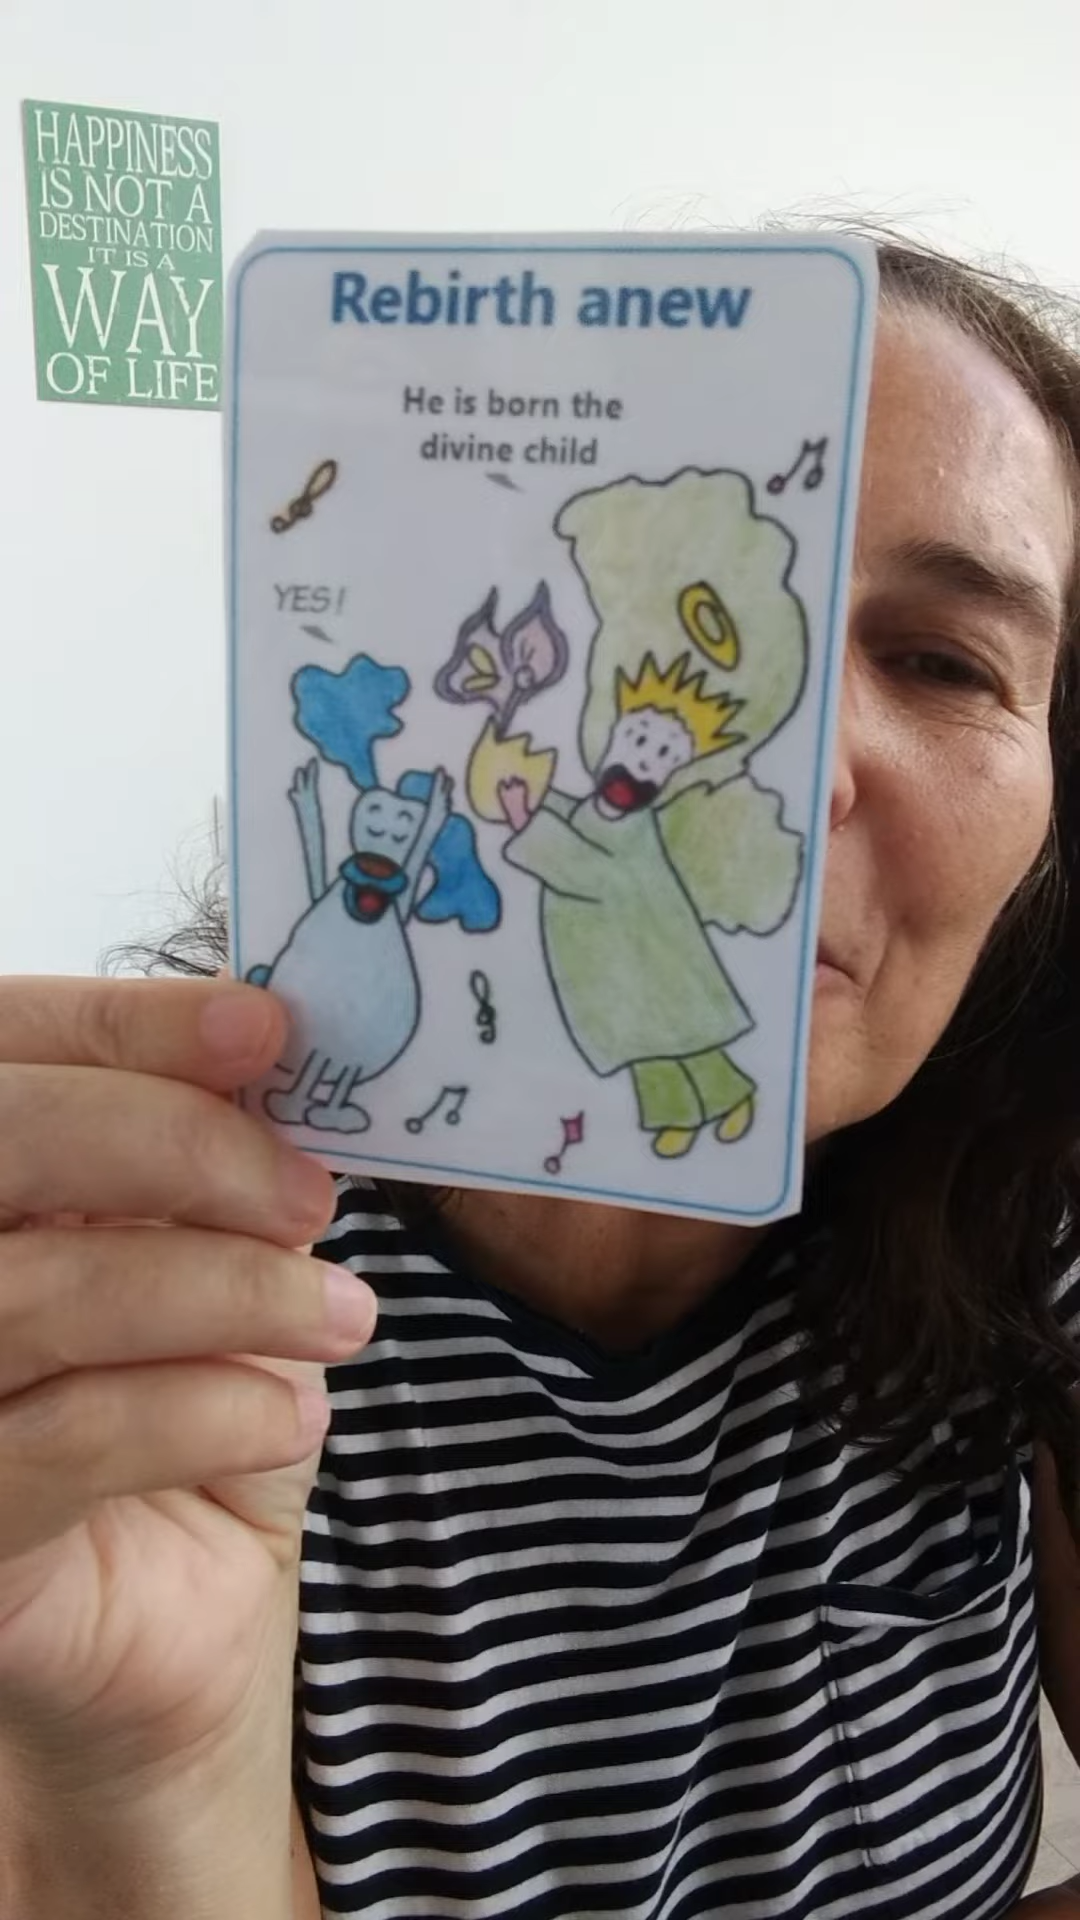 HAPPINESS
IS NOT A
DESTINATION
IT IS A
WAY
OF LIFE
Rebirth anew
He is born the
divine child
YES!